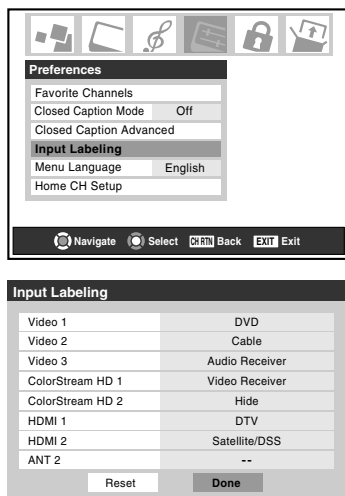 Preferences
Favorite Channels
Closed Caption Mode Off
Closed Caption Advanced
Input Labeling
Menu Language English
Home CH Setup
Navigate Select CH RTN Back EXIT Exit
Input Labeling
Video 1 DVD
Video 2 Cable
Video 3 Audio Receiver
ColorStream HD 1 Video Receiver
ColorStream HD 2 Hide
HDMI 1 DTV
HDMI 2 Satellite/DSS
ANT 2 --
Reset Done